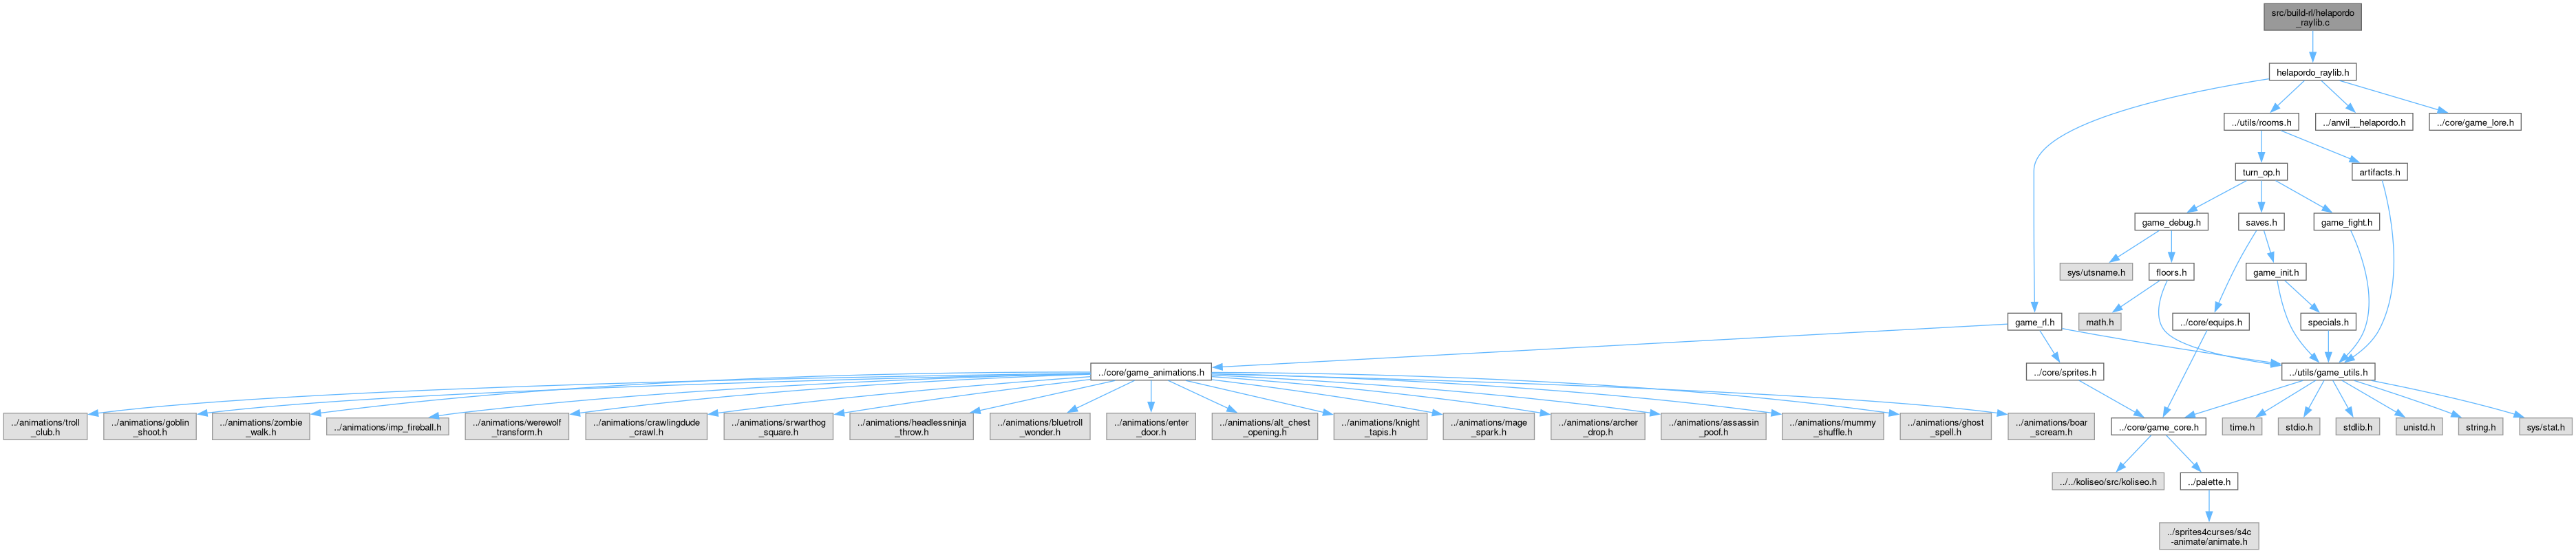 src/build-rl/helapordo
_raylib.c
helapordo_raylib.h
../utils/rooms.h
../anvil__helapordo.h
../core/game_lore.h
turn_op.h
artifacts.h
game_debug.h
saves.h
game_fight.h
sys/utsname.h
floors.h
game_init.h
math.h
../core/equips.h
specials.h
game_rl.h
../core/game_animations.h
../core/sprites.h
../utils/game_utils.h
../animations/troll
_club.h
../animations/goblin
_shoot.h
../animations/zombie
_walk.h
../animations/imp_fireball.h
../animations/werewolf
_transform.h
../animations/crawlingdude
_crawl.h
../animations/srwarthog
_square.h
../animations/headlessninja
_throw.h
../animations/bluetroll
_wonder.h
../animations/enter
_door.h
../animations/alt_chest
_opening.h
../animations/knight
_tapis.h
../animations/mage
_spark.h
../animations/archer
_drop.h
../animations/assassin
_poof.h
../animations/mummy
_shuffle.h
../animations/ghost
_spell.h
../animations/boar
_scream.h
../core/game_core.h
time.h
stdio.h
stdlib.h
unistd.h
string.h
sys/stat.h
../../koliseo/src/koliseo.h
../palette.h
../sprites4curses/s4c
-animate/animate.h